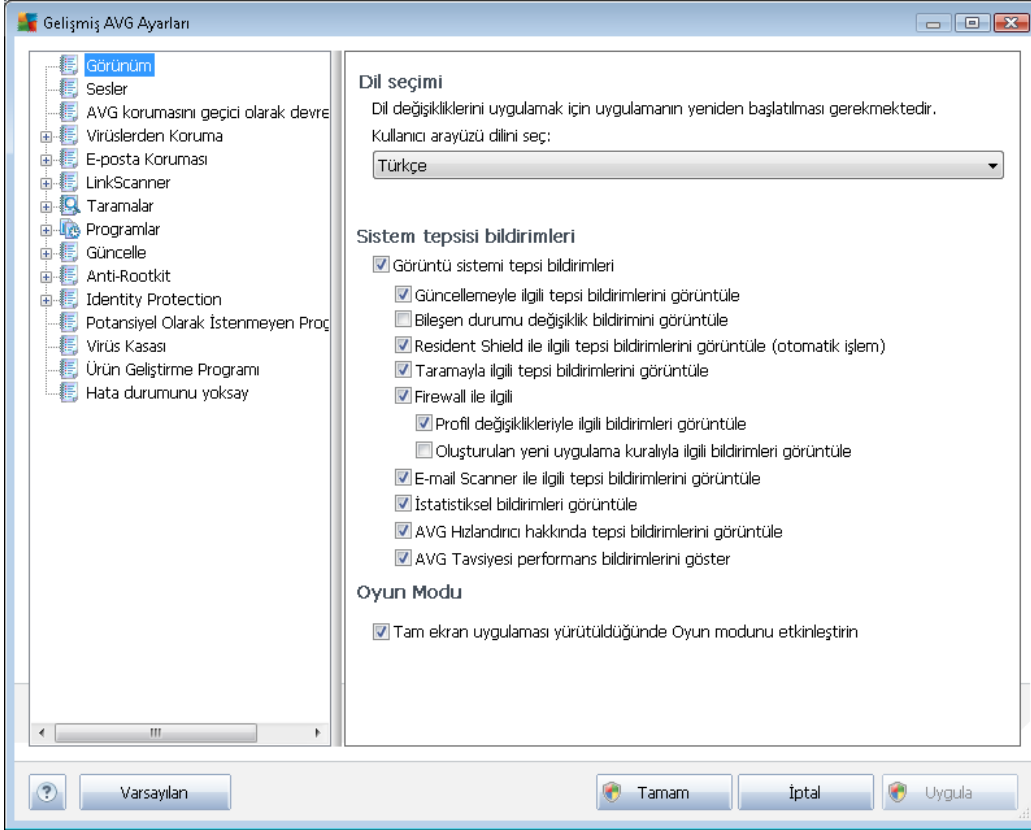 Gelişmiş AVG Ayarları
Görünüm
Sesler
AVG korumasını geçici olarak devre
Virüslerden Koruma
E-posta Koruması
LinkScanner
Taramalar
Programlar
Güncelle
Anti-Rootkit
Identity Protection
Potansiyel Olarak İstenmeyen Prog
Virüs Kasası
Ürün Geliştirme Programı
Hata durumunu yoksay
Dil seçimi
Dil değişikliklerini uygulamak için uygulamanın yeniden başlatılması gerekmektedir.
Kullanıcı arayüzü dilini seç:
Türkçe
Sistem tepsisi bildirimleri
Görüntü sistemi tepsi bildirimleri
Güncellemeyle ilgili tepsi bildirimlerini görüntüle
Bileşen durumu değişiklik bildirimini görüntüle
Resident Shield ile ilgili tepsi bildirimlerini görüntüle (otomatik işlem)
Taramayla ilgili tepsi bildirimlerini görüntüle
Firewall ile ilgili
Profil değişiklikleriyle ilgili bildirimleri görüntüle
Oluşturulan yeni uygulama kuralıyla ilgili bildirimleri görüntüle
E-mail Scanner ile ilgili tepsi bildirimlerini görüntüle
İstatistiksel bildirimleri görüntüle
AVG Hızlandırıcı hakkında tepsi bildirimlerini görüntüle
AVG Tavsiyesi performans bildirimlerini göster
Oyun Modu
Tam ekran uygulaması yürütüldüğünde Oyun modunu etkinleştirin
? Varsayılan Tamam İptal Uygula